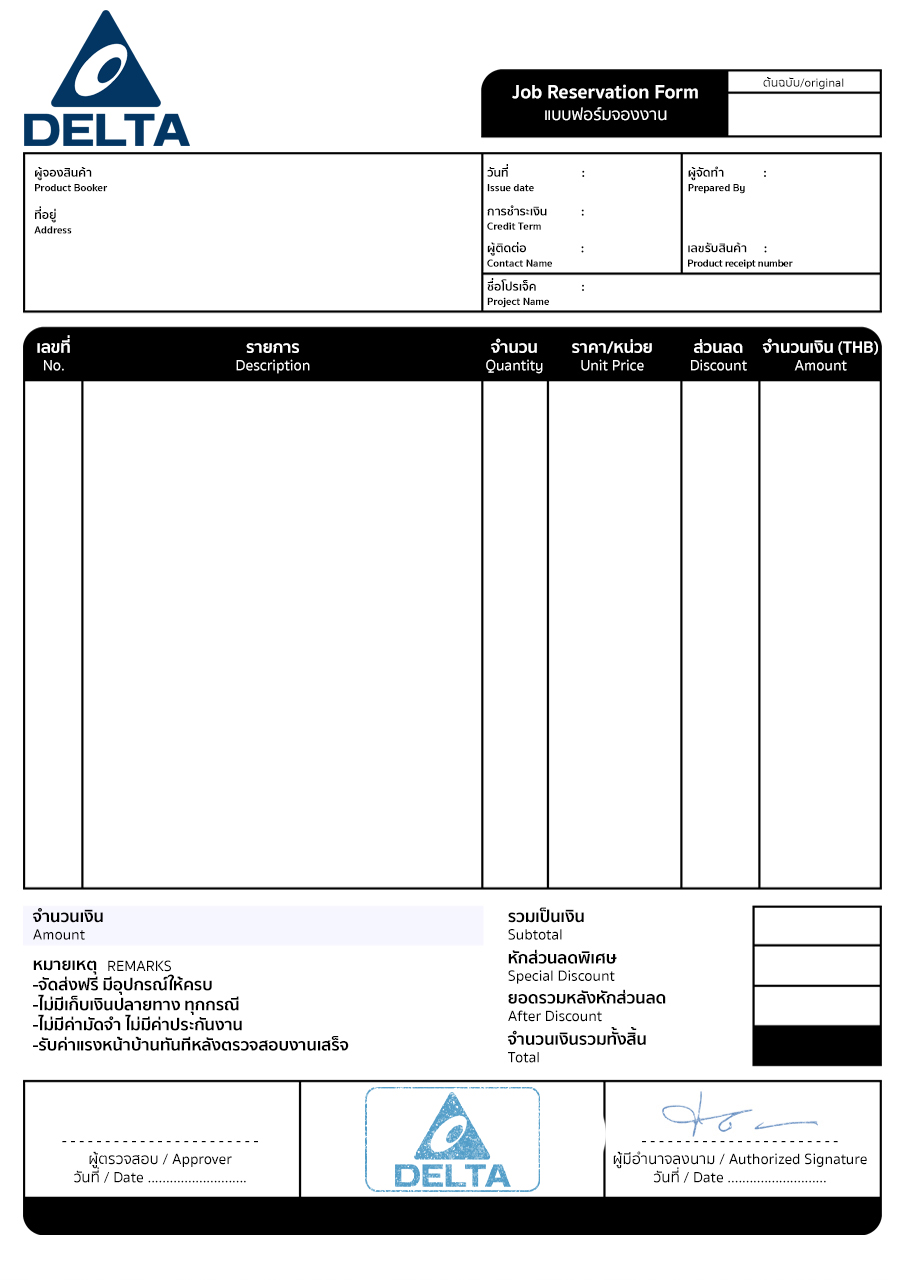 DELTA
Job Reservation Form
แบบฟอร์มจองงาน
ต้นฉบับ/original
ผู้จองสินค้า
Product Booker
ที่อยู่
Address
วันที่ :
Issue date
การชำระเงิน :
Credit Term
ผู้ติดต่อ :
Contact Name
ผู้จัดทำ :
Prepared By
เลขรับสินค้า :
Product receipt number
ชื่อโปรเจ็ค :
Project Name
เลขที่ รายการ จำนวน ราคา/หน่วย ส่วนลด จำนวนเงิน (THB)
No. Description Quantity Unit Price Discount Amount
จำนวนเงิน
Amount
หมายเหตุ REMARKS
-จัดส่งฟรี มีอุปกรณ์ให้ครบ
-ไม่มีเก็บเงินปลายทาง ทุกกรณี
-ไม่มีค่ามัดจำ ไม่มีค่าประกันงาน
-รับค่าแรงหน้าบ้านทันทีหลังตรวจสอบงานเสร็จ
รวมเป็นเงิน
Subtotal
หักส่วนลดพิเศษ
Special Discount
ยอดรวมหลังหักส่วนลด
After Discount
จำนวนเงินรวมทั้งสิ้น
Total
ผู้ตรวจสอบ / Approver
วันที่ / Date ...........................
DELTA
ผู้มีอำนาจลงนาม / Authorized Signature
วันที่ / Date ...........................